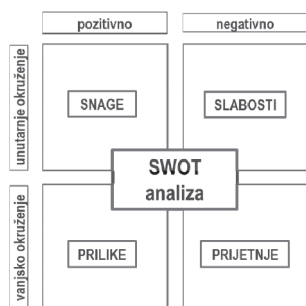 pozitivno
negativno
unutarnje okruženje
SNAGE
SLABOSTI
SWOT
analiza
vanjsko okruženje
PRILIKE
PRIJETNJE